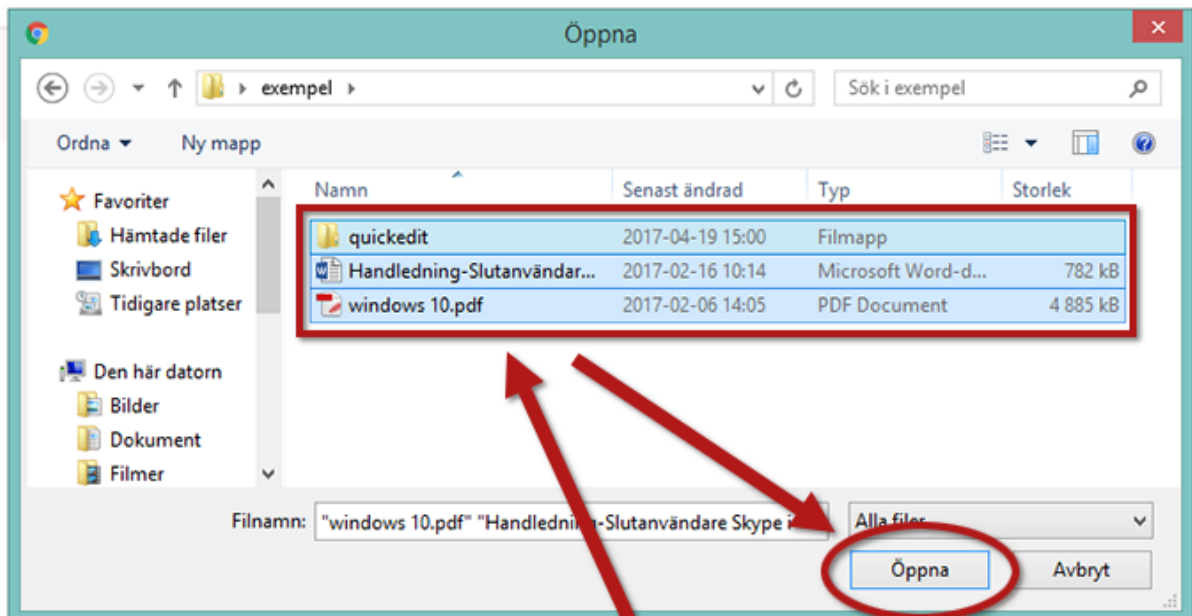 Öppna
exempel
Sök i exempel
Ordna Ny mapp
Namn Senast ändrad Typ Storlek
Favoriter
Hämtade filer
Skrivbord
Tidigare platser
Den här datorn
Bilder
Dokument
Filmer
quickedit 2017-04-19 15:00 Filmapp
Handledning-Slutanvändar... 2017-02-16 10:14 Microsoft Word-d... 782 kB
windows 10.pdf 2017-02-06 14:05 PDF Document 4 885 kB
Filnamn: "windows 10.pdf" "Handledning-Slutanvändare Skype i
Alla filer
Öppna Avbryt